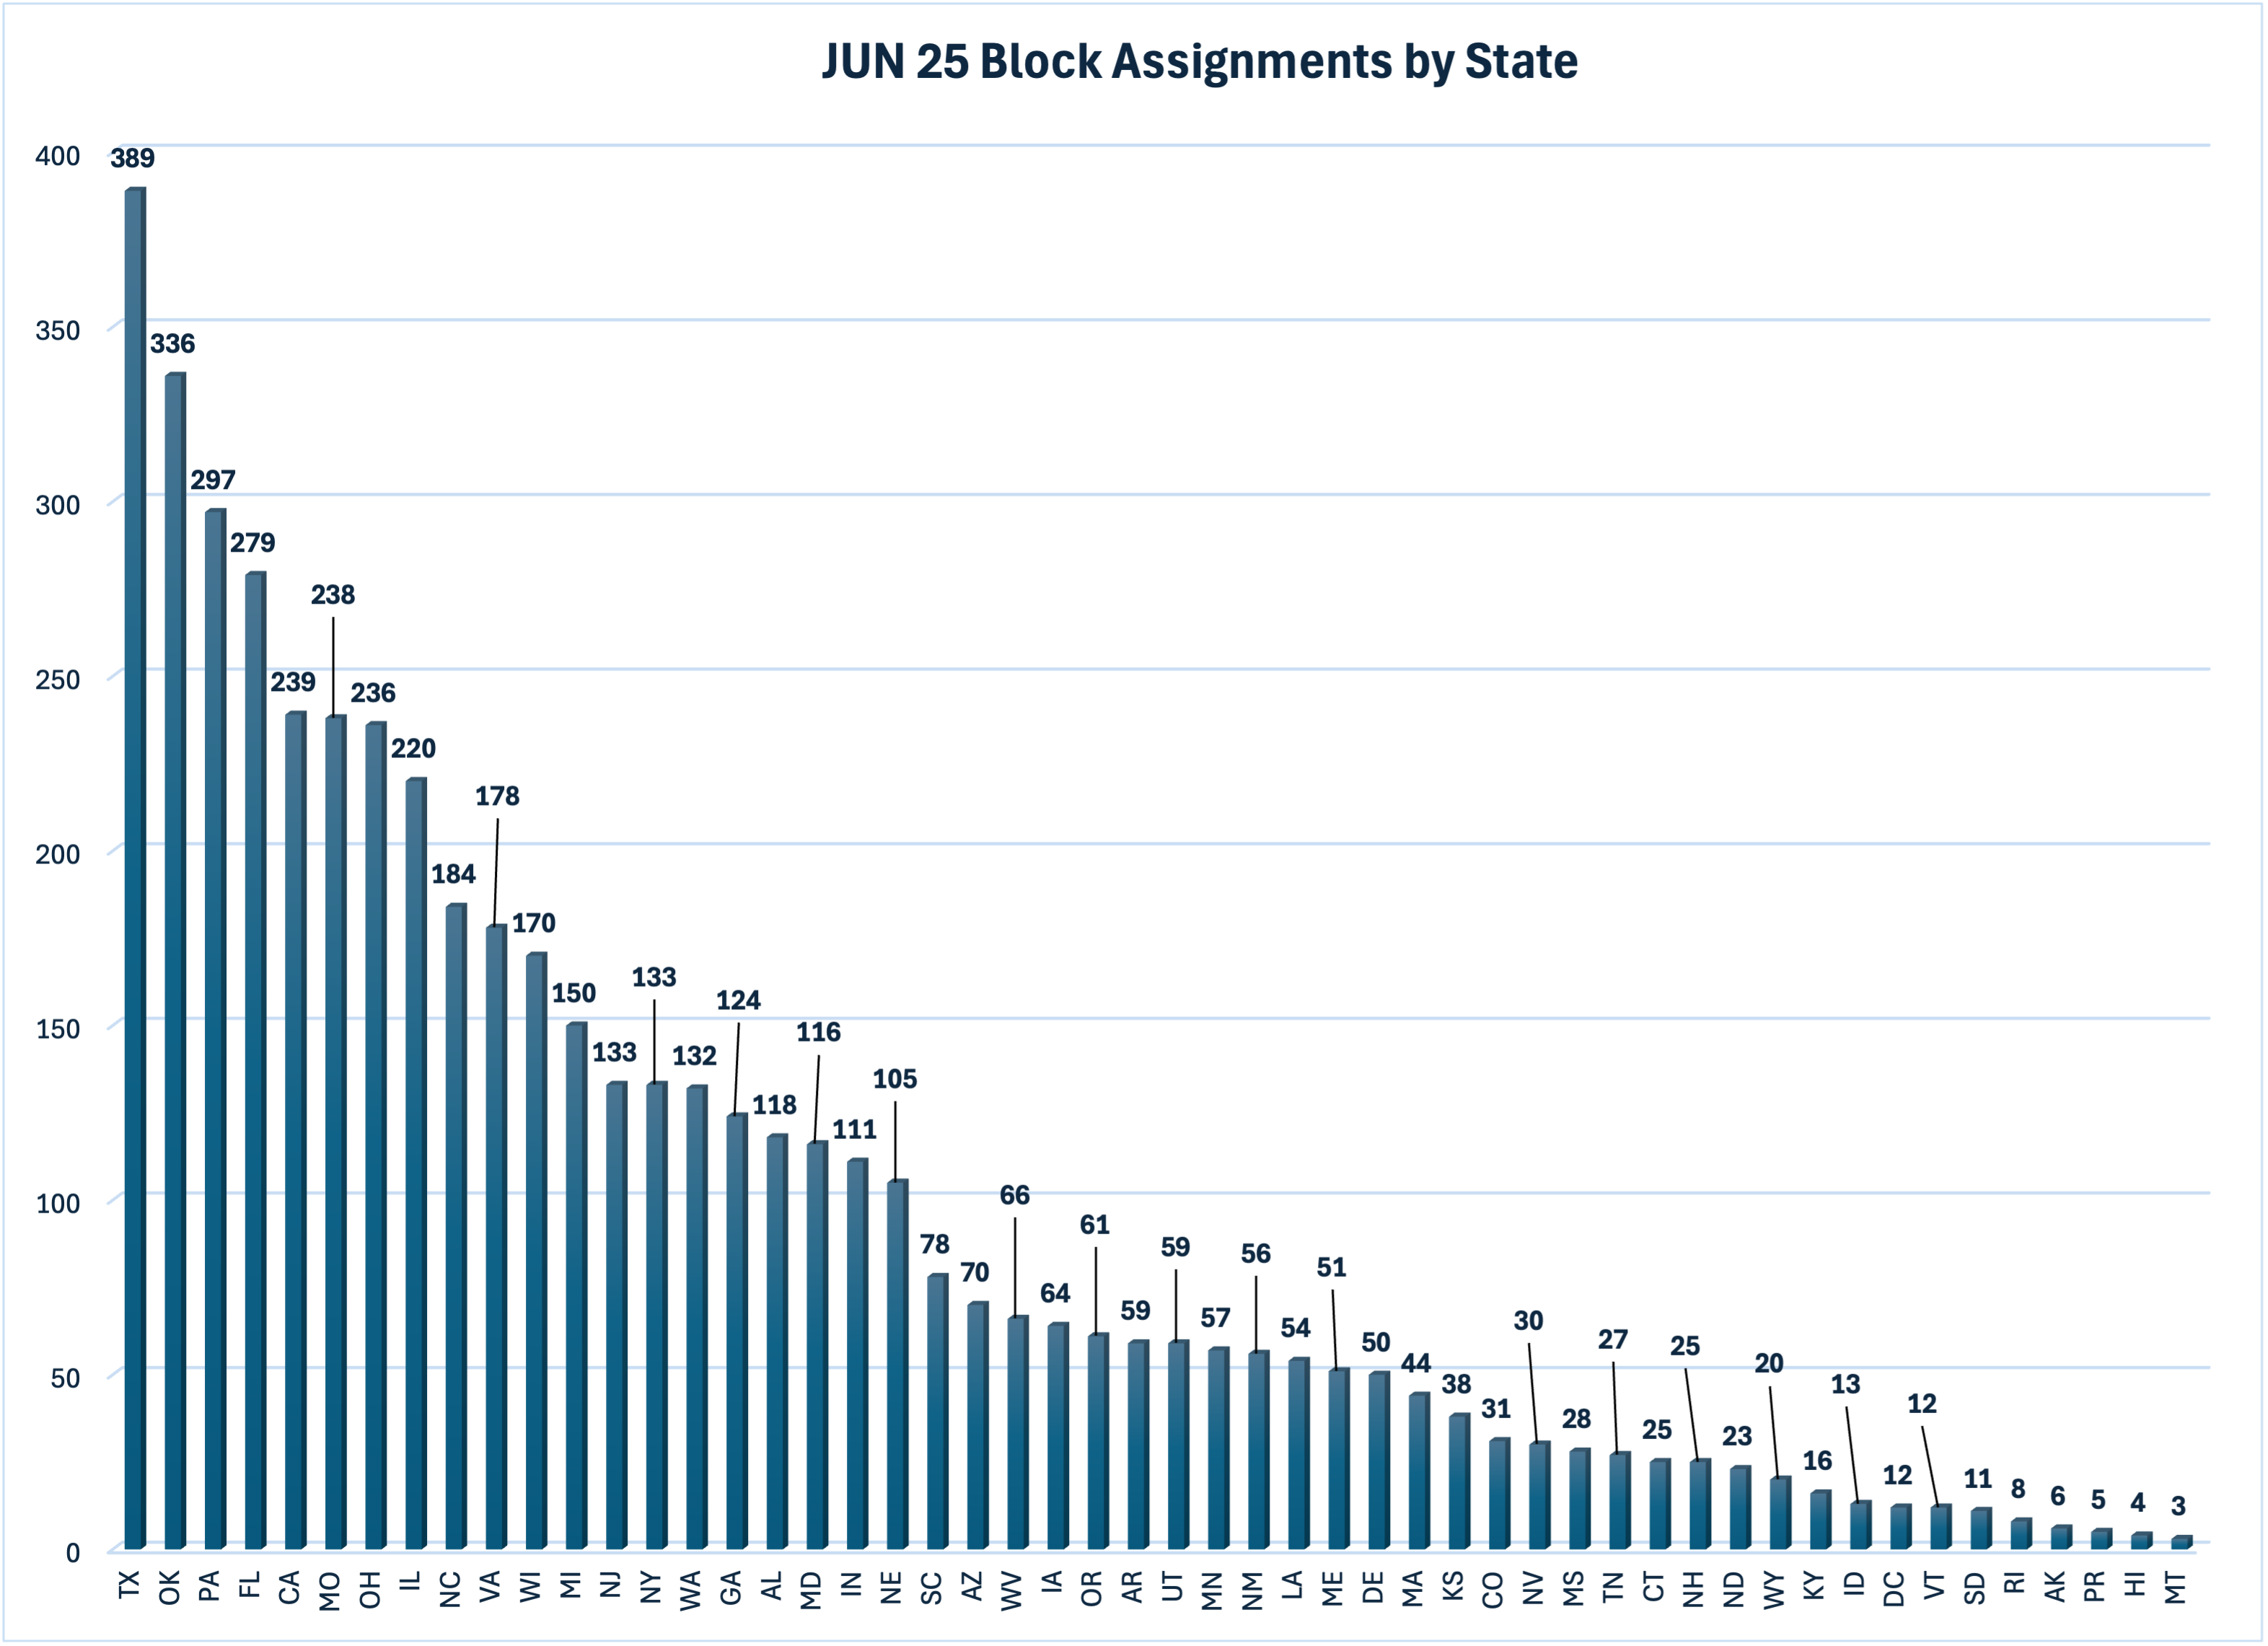 JUN 25 Block Assignments by State
400
350
300
250
200
150
100
50
0
389
336
297
279
239
238
236
220
184
178
170
150
133
133
132
124
118
116
111
105
78
70
66
64
61
59
59
57
56
54
51
50
44
38
31
30
28
27
25
25
23
20
16
13
12
12
11
8
6
5
4
3
TX
OK
PA
FL
CA
MO
OH
IL
NC
VA
WI
MI
NJ
NY
WA
GA
AL
MD
IN
NE
SC
AZ
WV
IA
OR
AR
UT
MN
NM
LA
ME
DE
MA
KS
CO
NV
MS
TN
CT
NH
ND
WY
KY
ID
DC
VT
SD
RI
AK
PR
HI
MT